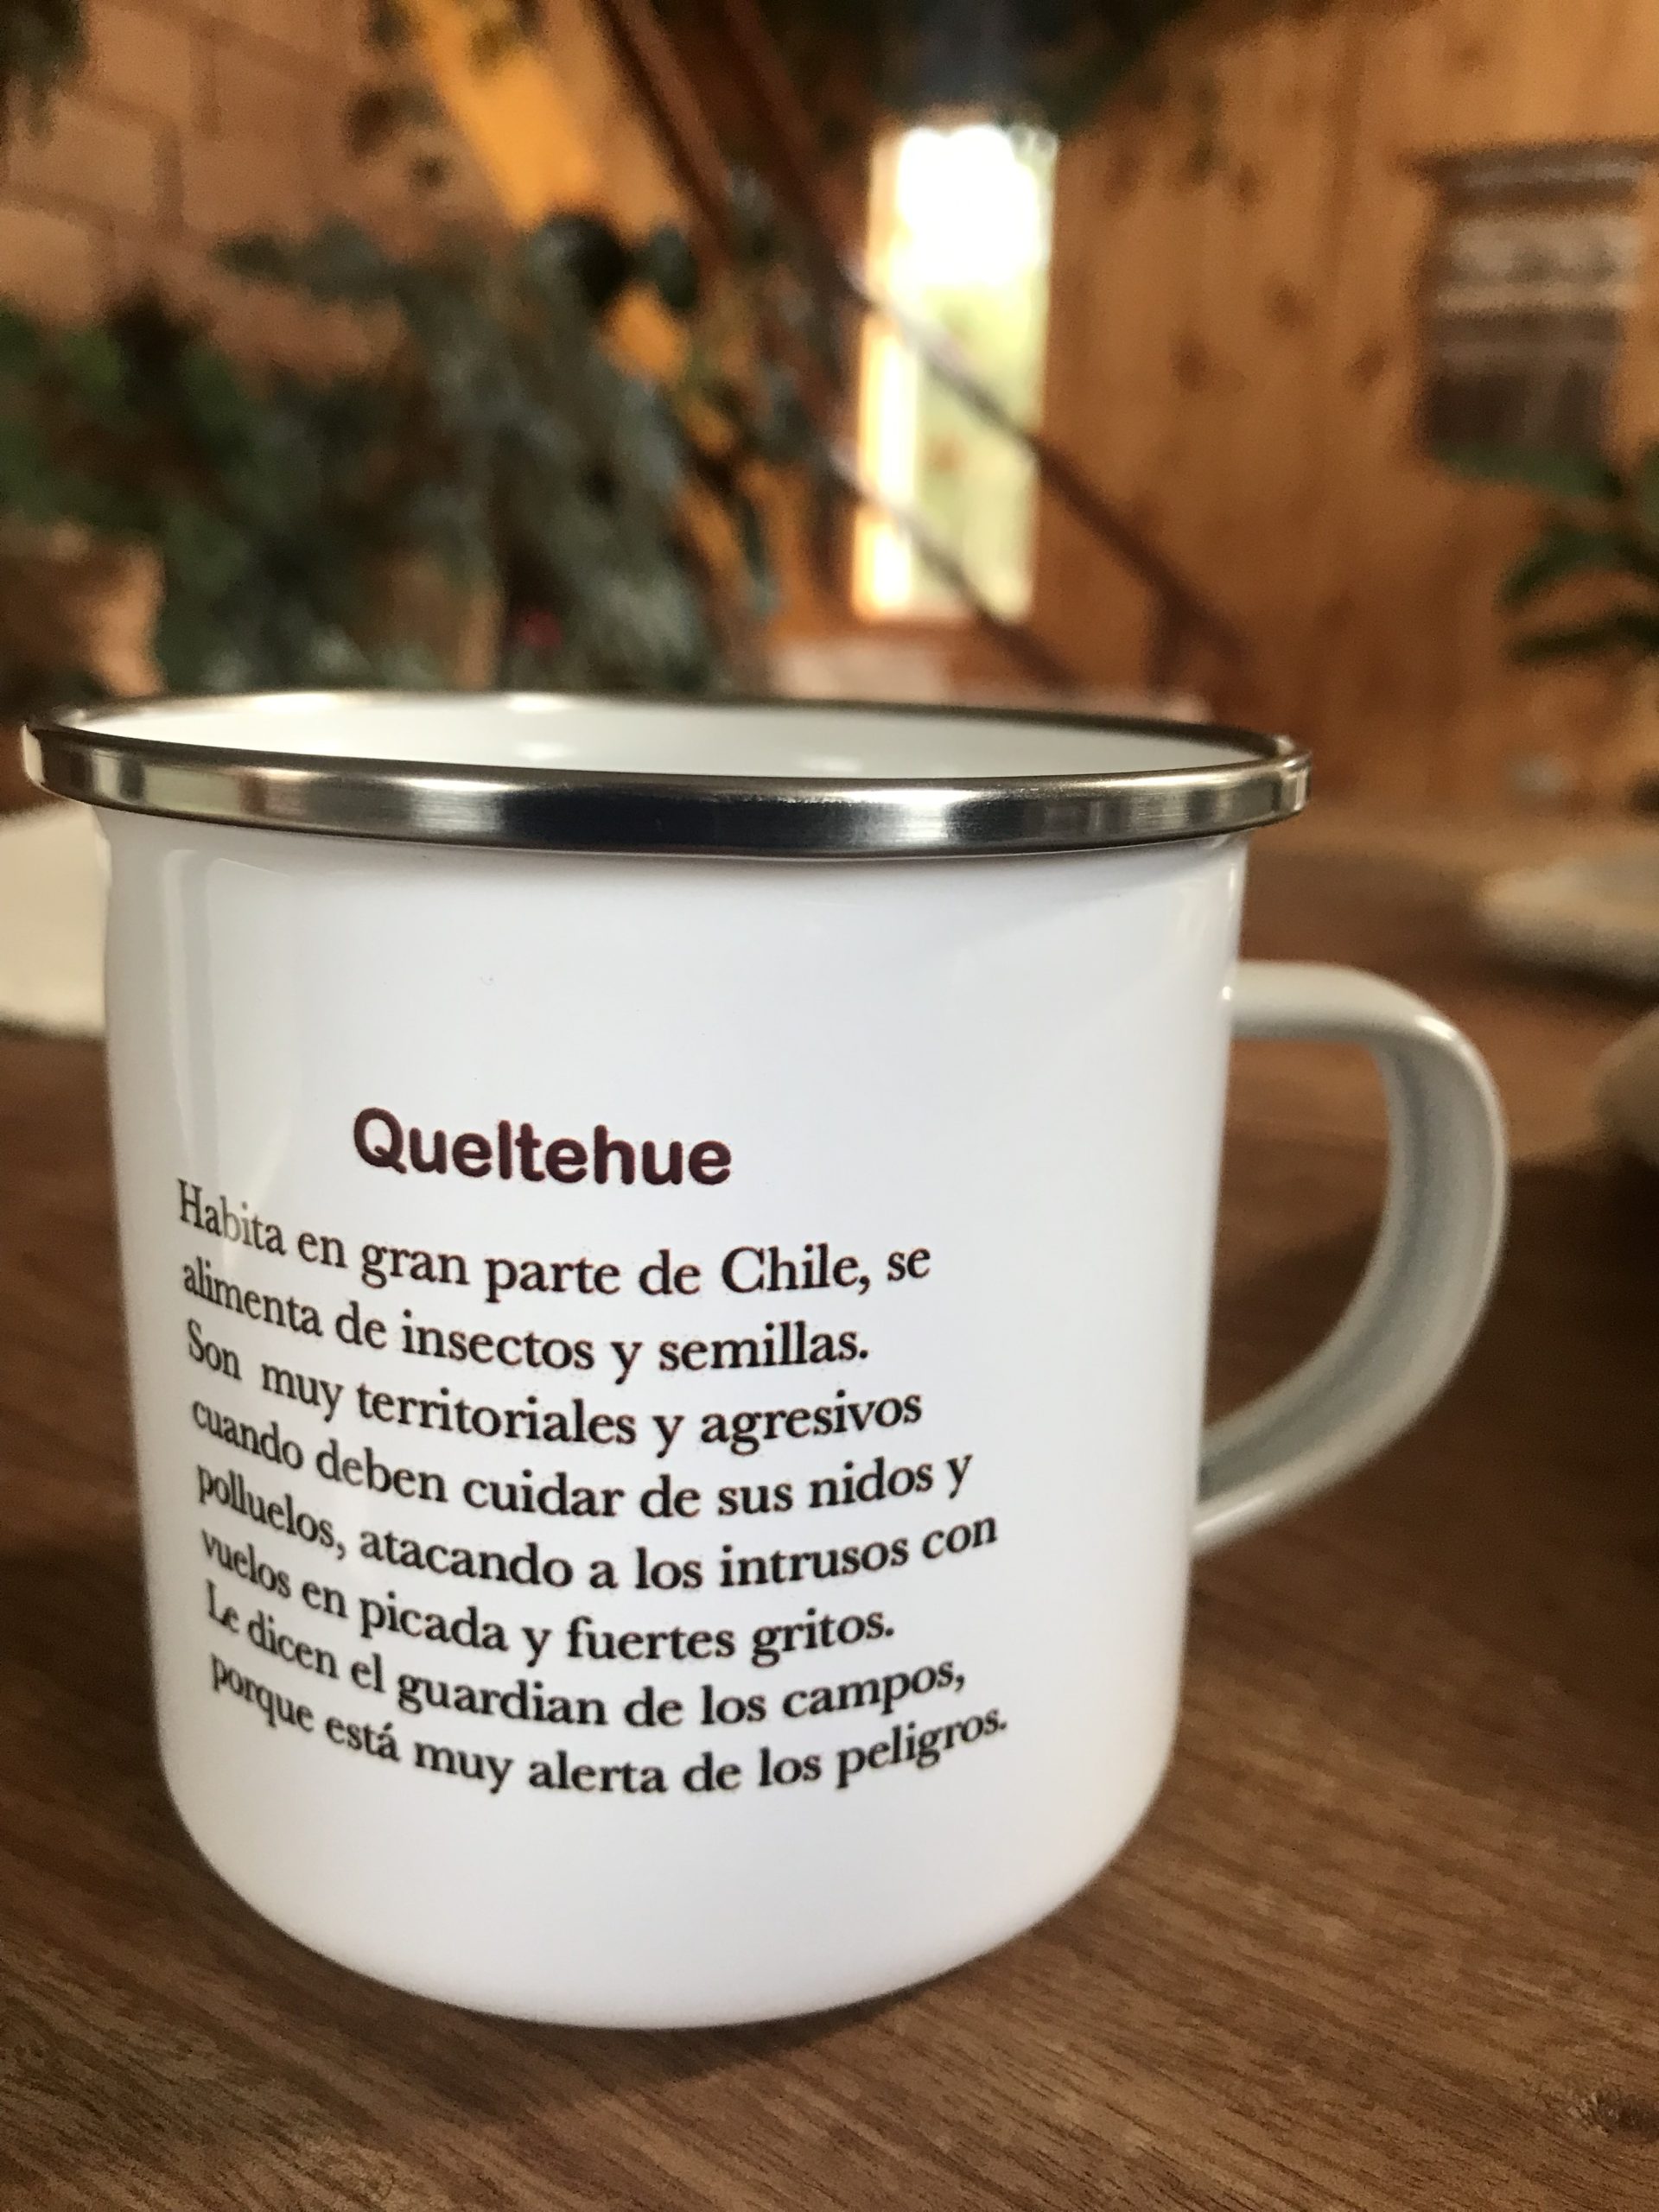 Queltehue
Habita en gran parte de Chile, se
alimenta de insectos y semillas.
Son muy territoriales y agresivos
cuando deben cuidar de sus nidos y
polluelos, atacando a los intrusos con
vuelos en picada y fuertes gritos.
Le dicen el guardian de los campos,
porque está muy alerta de los peligros.